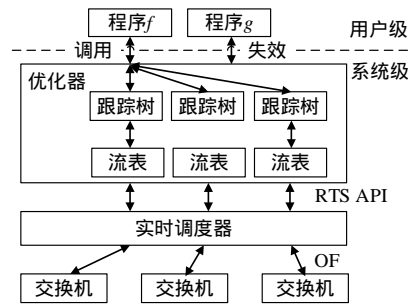 程序f 程序g 用户级
调用 失效
优化器 系统级
跟踪树 跟踪树 跟踪树
流表 流表 流表
RTS API
实时调度器
OF
交换机 交换机 交换机